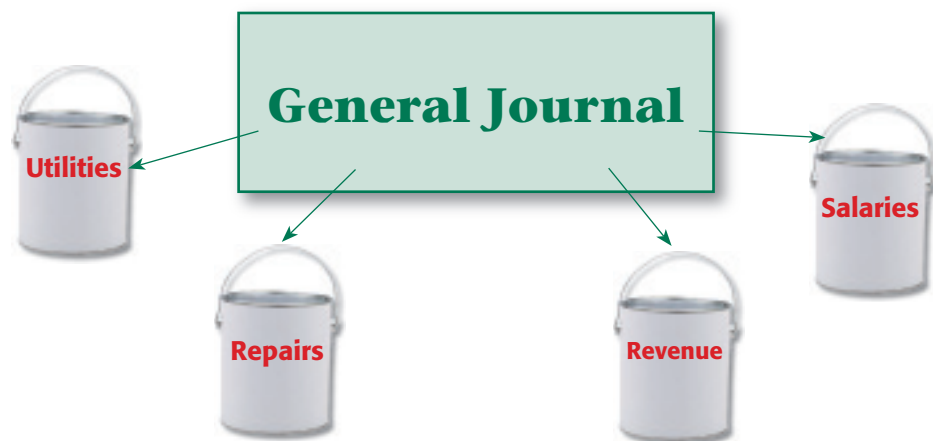 General Journal
Utilities
Salaries
Repairs
Revenue